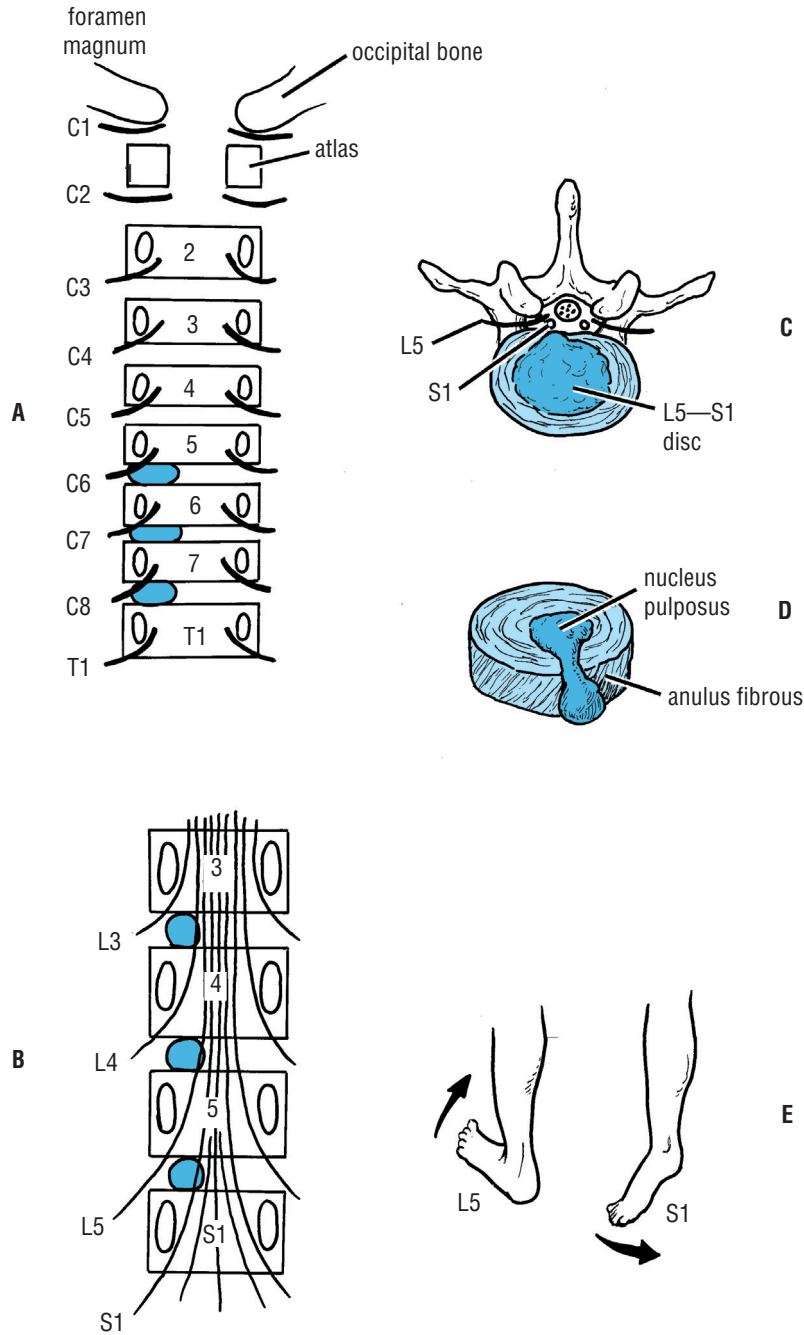 foramen
magnum
occipital bone
C1
atlas
C2
2
C3
3
C4
4
A
C5
5
C6
6
C7
7
C8
T1
T1
L5
C
S1
L5—S1
disc
nucleus
pulposus
D
anulus fibrous
3
L3
4
B
L4
5
L5
S1
S1
E
L5
S1